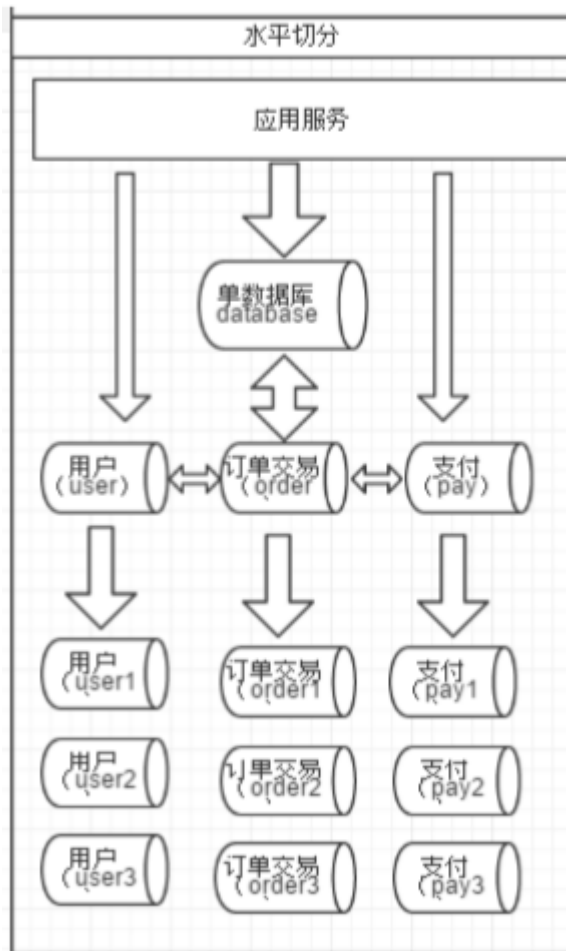 水平切分
应用服务
单数据库
database
用户
（user）
订单交易
（order
支付
（pay）
用户
（user1
订单交易
（order1
支付
（pay1
用户
（user2
订单交易
（order2
支付
（pay2
用户
（user3
订单交易
（order3
支付
（pay3